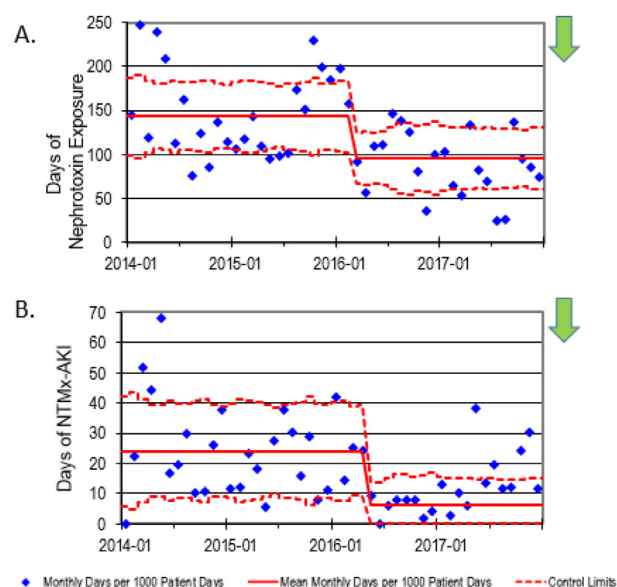 A.
Days of
Nephrotoxin Exposure
250
200
150
100
50
0
2014-01 2015-01 2016-01 2017-01
B.
Days of NTMx-AKI
70
60
50
40
30
20
10
0
2014-01 2015-01 2016-01 2017-01
Monthly Days per 1000 Patient Days Mean Monthly Days per 1000 Patient Days Control Limits